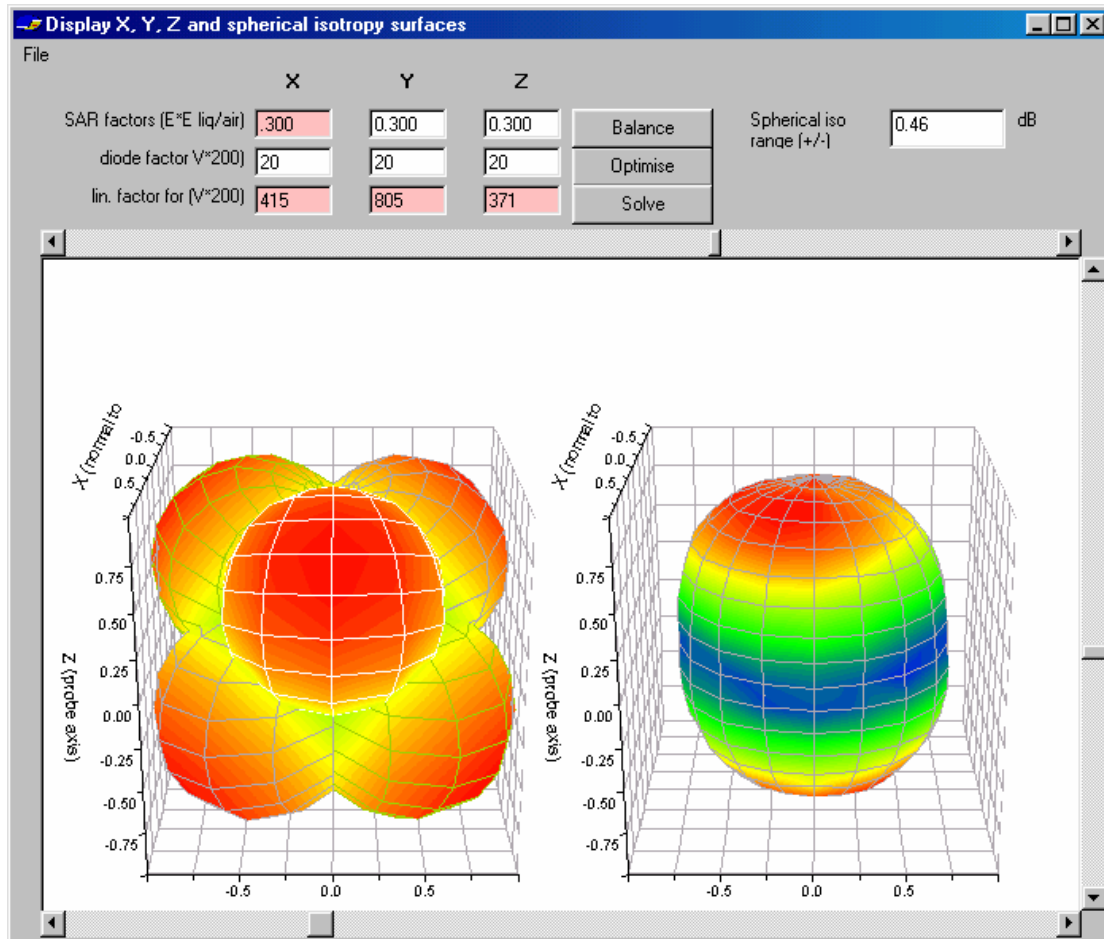 Display X, Y, Z and spherical isotropy surfaces
File
X Y Z
SAR factors (E*E liq/air) .300 0.300 0.300 Balance Spherical iso range (+/-) 0.46 dB
diode factor V*200) 20 20 20 Optimise
lin. factor for (V*200) 415 805 371 Solve
X (normal to
-0.5
0.0
0.5
0.75
0.50
0.25
0.00
-0.25
-0.50
-0.75
Z (probe axis)
-0.5 0.0 0.5
X (normal to
-0.5
0.0
0.5
0.75
0.50
0.25
0.00
-0.25
-0.50
-0.75
Z (probe axis)
-0.5 0.0 0.5